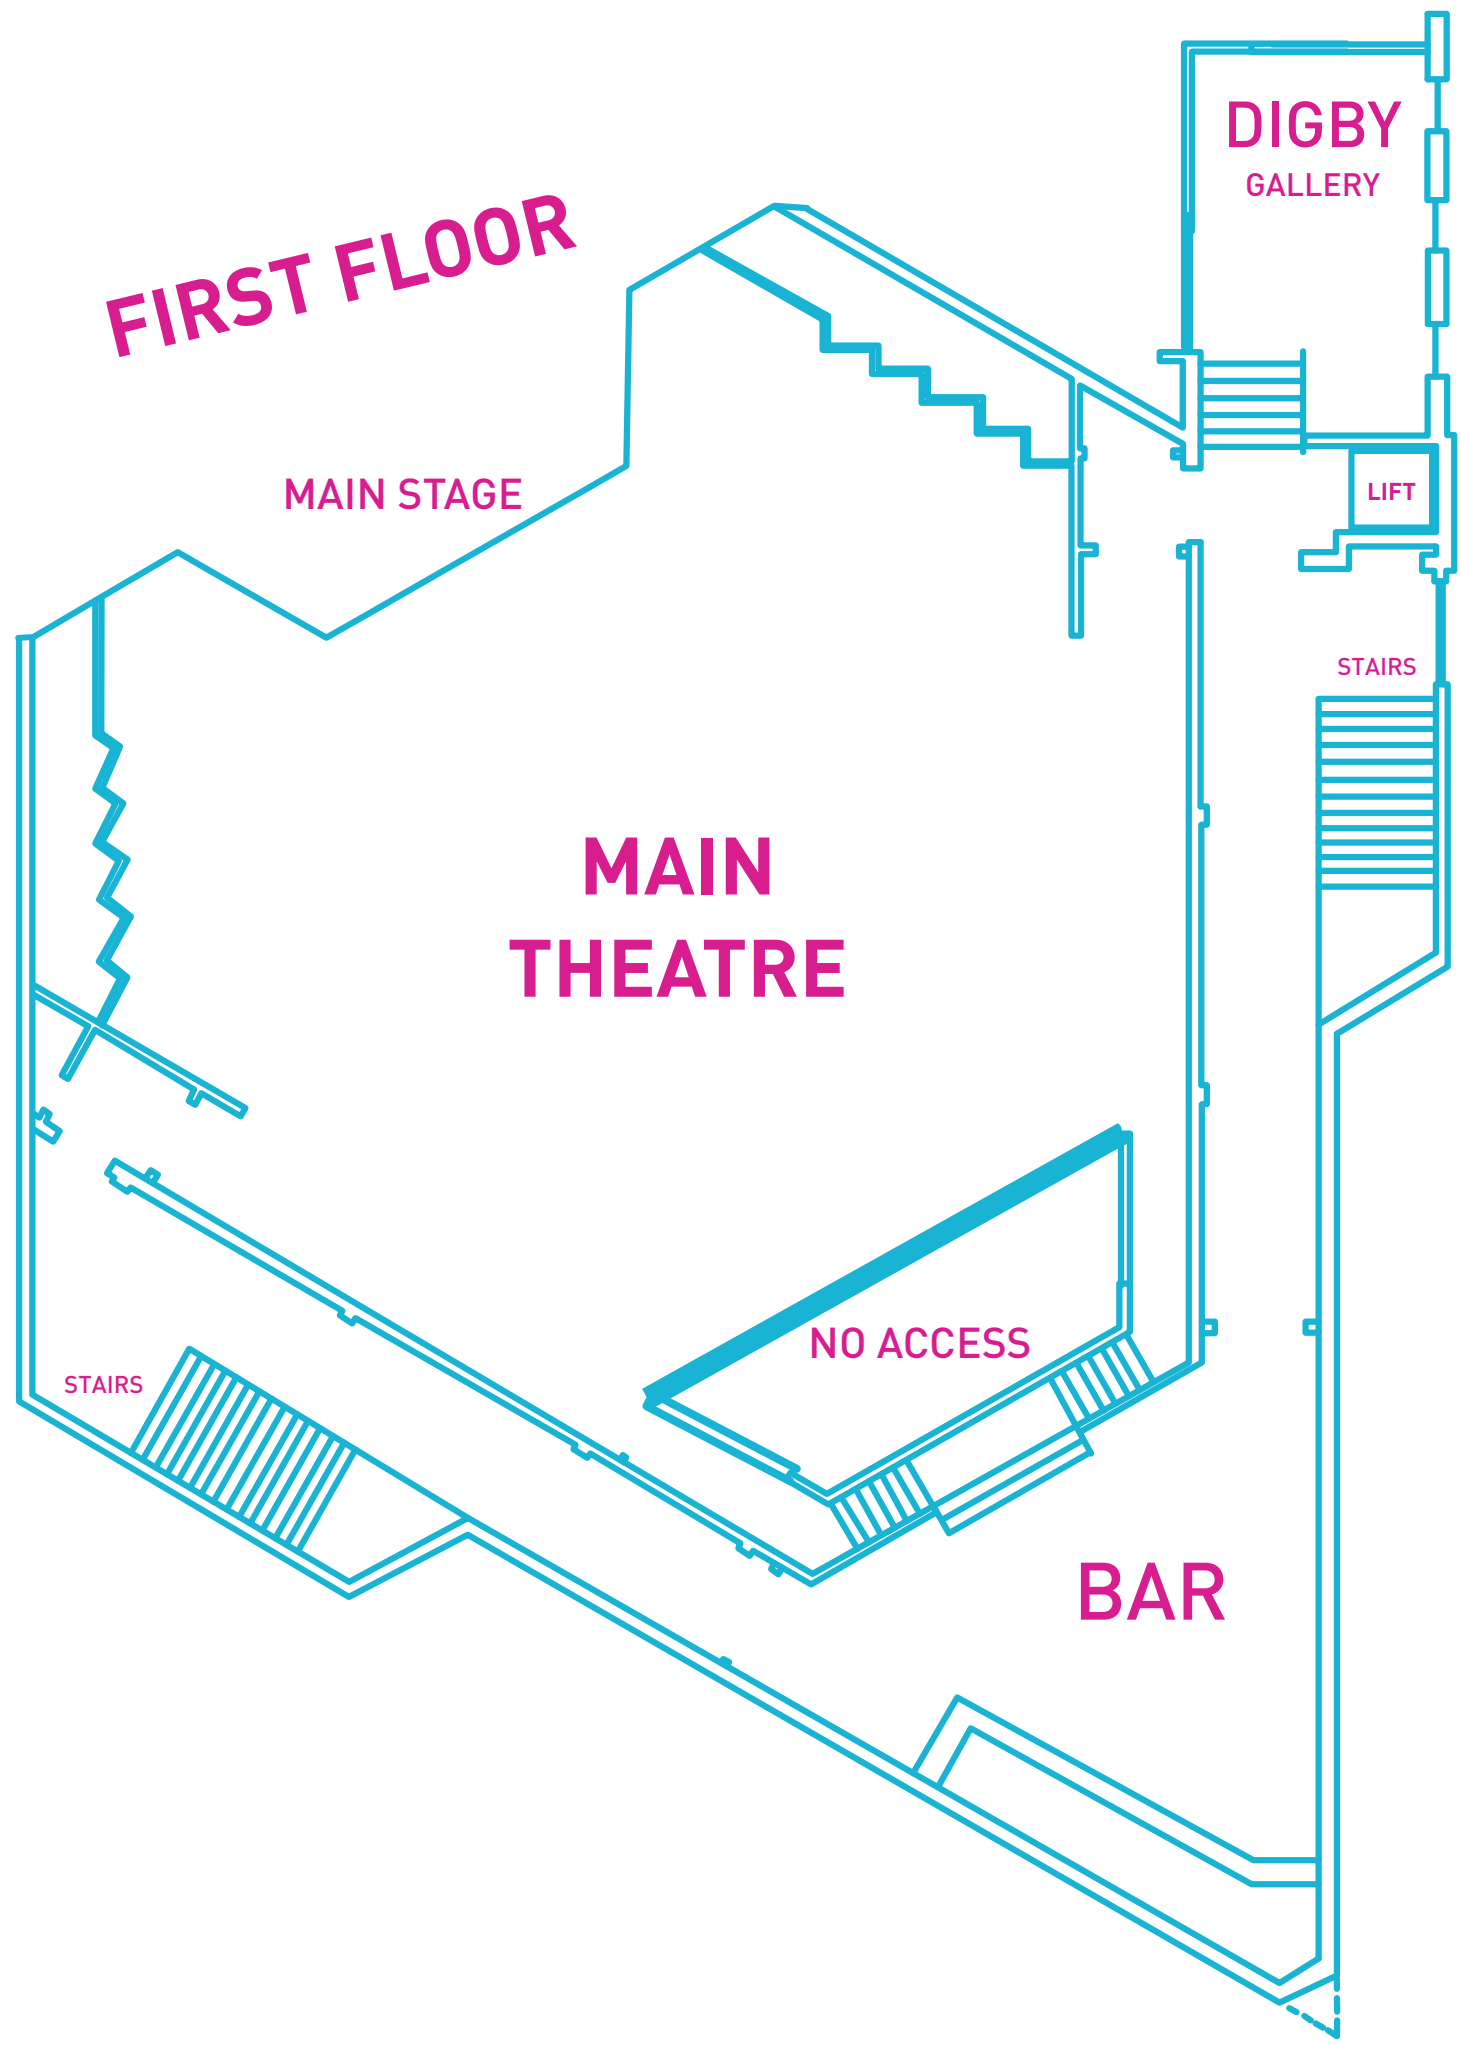 DIGBY
GALLERY
FIRST FLOOR
MAIN STAGE
LIFT
STAIRS
MAIN
THEATRE
NO ACCESS
STAIRS
BAR